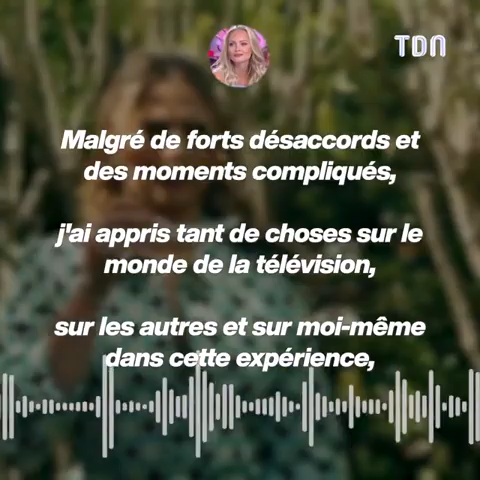 TDN
Malgré de forts désaccords et
des moments compliqués,
j'ai appris tant de choses sur le
monde de la télévision,
sur les autres et sur moi-même
dans cette expérience,